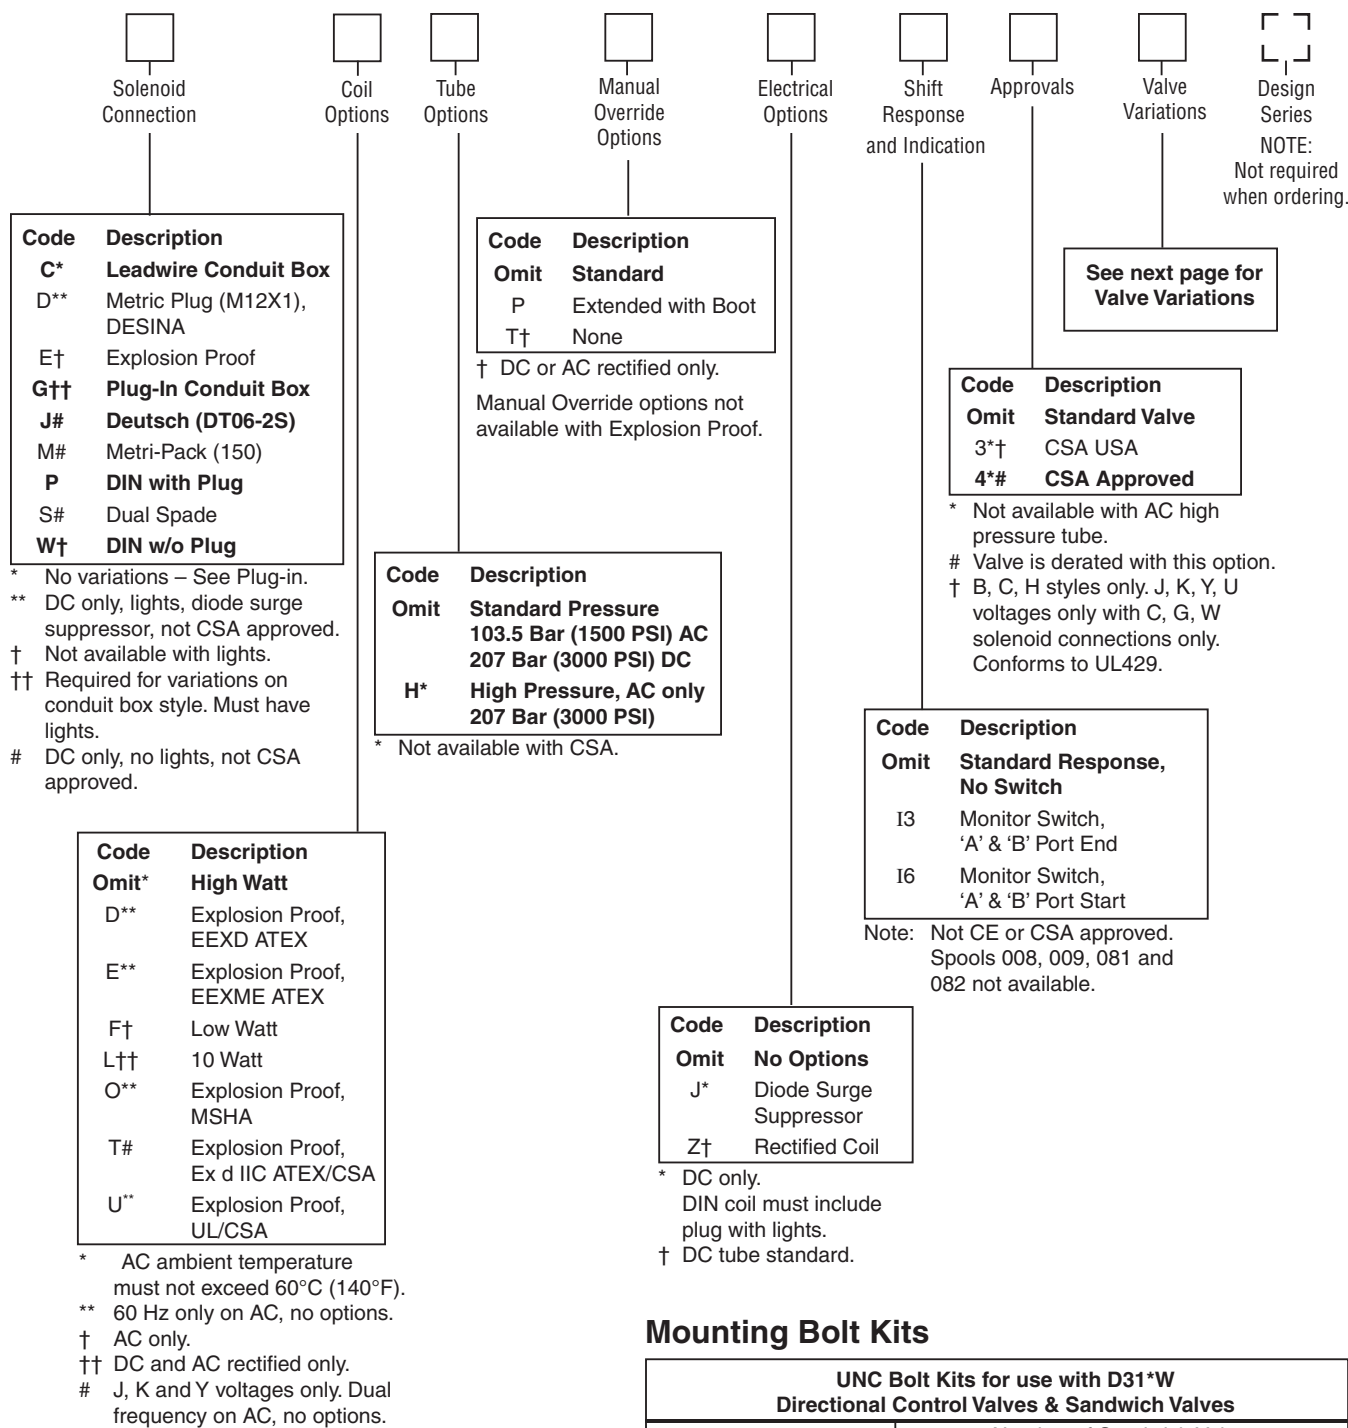 Solenoid
Connection
Coil
Options
Tube
Options
Manual
Override
Options
Electrical
Options
Shift
Response
and Indication
Approvals
Valve
Variations
Design
Series
NOTE:
Not required
when ordering.
Code Description
C* Leadwire Conduit Box
D** Metric Plug (M12X1),
DESINA
E† Explosion Proof
G†† Plug-In Conduit Box
J# Deutsch (DT06-2S)
M# Metri-Pack (150)
P DIN with Plug
S# Dual Spade
W† DIN w/o Plug
* No variations – See Plug-in.
** DC only, lights, diode surge
suppressor, not CSA approved.
† Not available with lights.
†† Required for variations on
conduit box style. Must have
lights.
# DC only, no lights, not CSA
approved.
Code Description
Omit* High Watt
D** Explosion Proof,
EEXD ATEX
E** Explosion Proof,
EEXME ATEX
F† Low Watt
L†† 10 Watt
O** Explosion Proof,
MSHA
T# Explosion Proof,
Ex d IIC ATEX/CSA
U** Explosion Proof,
UL/CSA
* AC ambient temperature
must not exceed 60°C (140°F).
** 60 Hz only on AC, no options.
† AC only.
†† DC and AC rectified only.
# J, K and Y voltages only. Dual
frequency on AC, no options.
Code Description
Omit Standard Pressure
103.5 Bar (1500 PSI) AC
207 Bar (3000 PSI) DC
H* High Pressure, AC only
207 Bar (3000 PSI)
* Not available with CSA.
Code Description
Omit Standard
P Extended with Boot
T† None
† DC or AC rectified only.
Manual Override options not
available with Explosion Proof.
Code Description
Omit No Options
J* Diode Surge
Suppressor
Z† Rectified Coil
* DC only.
DIN coil must include
plug with lights.
† DC tube standard.
Code Description
Omit Standard Response,
No Switch
I3 Monitor Switch,
‘A’ & ‘B’ Port End
I6 Monitor Switch,
‘A’ & ‘B’ Port Start
Note: Not CE or CSA approved.
Spools 008, 009, 081 and
082 not available.
Code Description
Omit Standard Valve
3*† CSA USA
4*# CSA Approved
* Not available with AC high
pressure tube.
# Valve is derated with this option.
† B, C, H styles only. J, K, Y, U
voltages only with C, G, W
solenoid connections only.
Conforms to UL429.
See next page for
Valve Variations
Mounting Bolt Kits
UNC Bolt Kits for use with D31*W
Directional Control Valves & Sandwich Valves